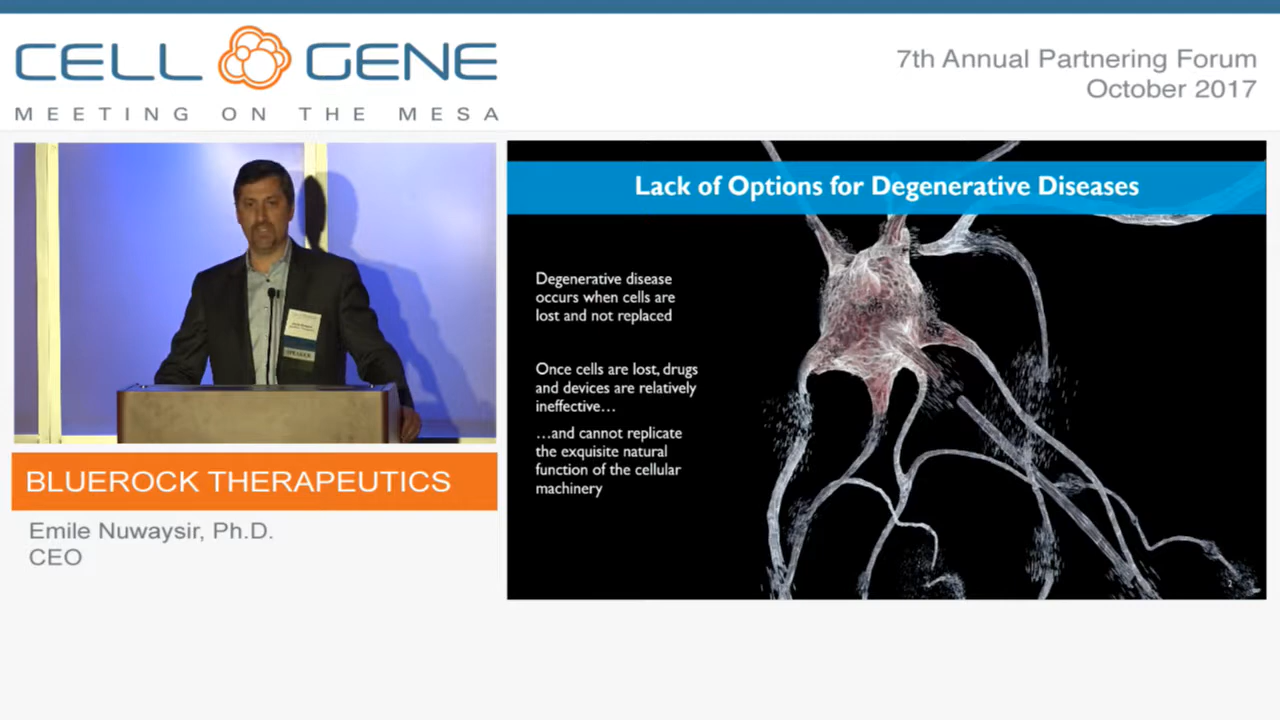 CELL GENE
MEETING ON THE MESA
7th Annual Partnering Forum
October 2017
Lack of Options for Degenerative Diseases
Degenerative disease
occurs when cells are
lost and not replaced
Once cells are lost, drugs
and devices are relatively
ineffective…
…and cannot replicate
the exquisite natural
function of the cellular
machinery
SPEAKER
BLUEROCK THERAPEUTICS
Emile Nuwaysir, Ph.D.
CEO